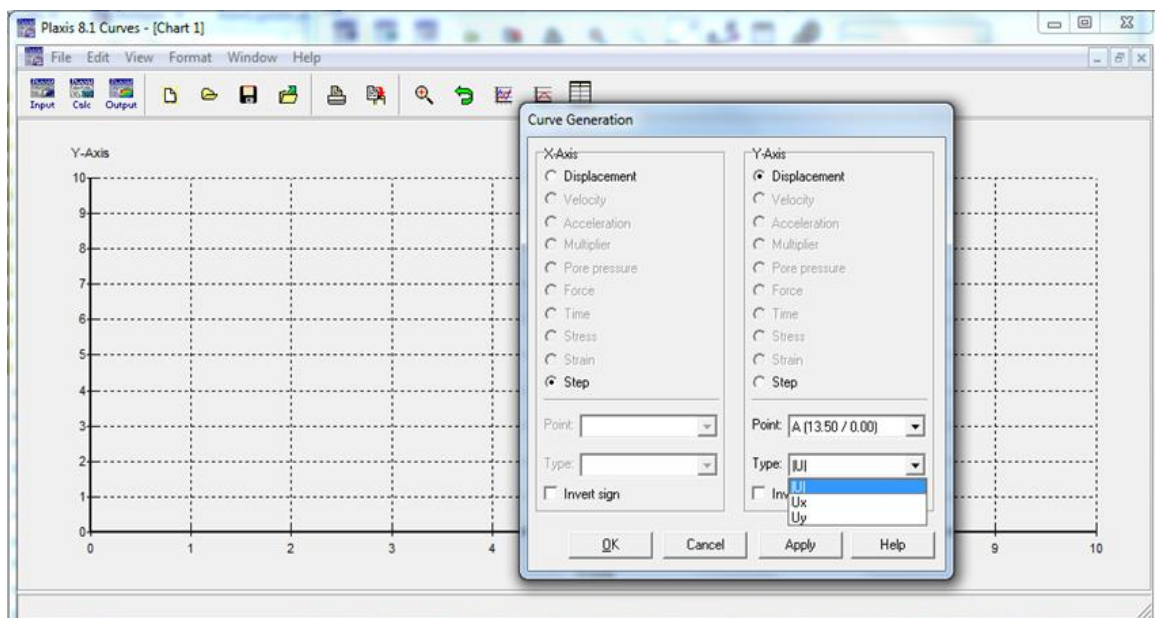 Plaxis 8.1 Curves - [Chart 1]
File Edit View Format Window Help
Input Calc Output
Y-Axis
10
9
8
7
6
5
4
3
2
1
0
0 1 2 3 4 9 10
Curve Generation
X-Axis
Displacement
Velocity
Acceleration
Multiplier
Pore pressure
Force
Time
Stress
Strain
Step
Point:
Type:
Invert sign
Y-Axis
Displacement
Velocity
Acceleration
Multiplier
Pore pressure
Force
Time
Stress
Strain
Step
Point: A (13.50 / 0.00)
Type: |U|
|U|
Ux
Uy
OK Cancel Apply Help